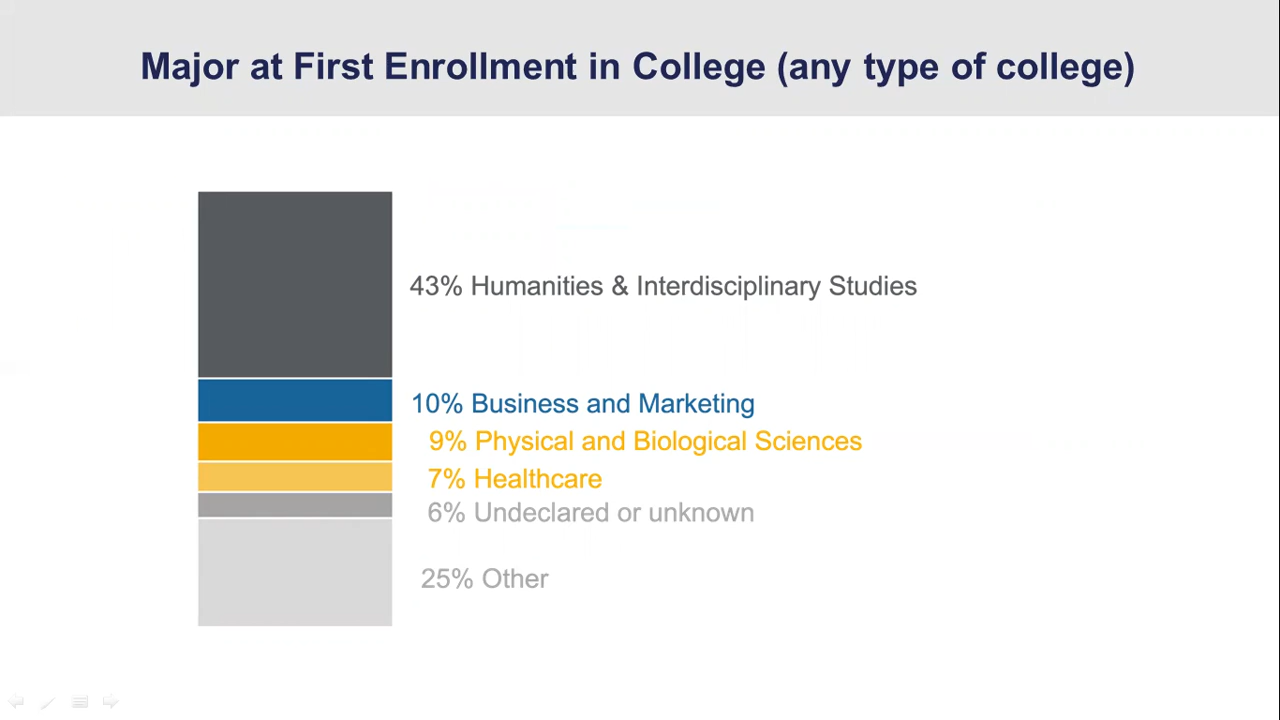 Major at First Enrollment in College (any type of college)
43% Humanities & Interdisciplinary Studies
10% Business and Marketing
9% Physical and Biological Sciences
7% Healthcare
6% Undeclared or unknown
25% Other